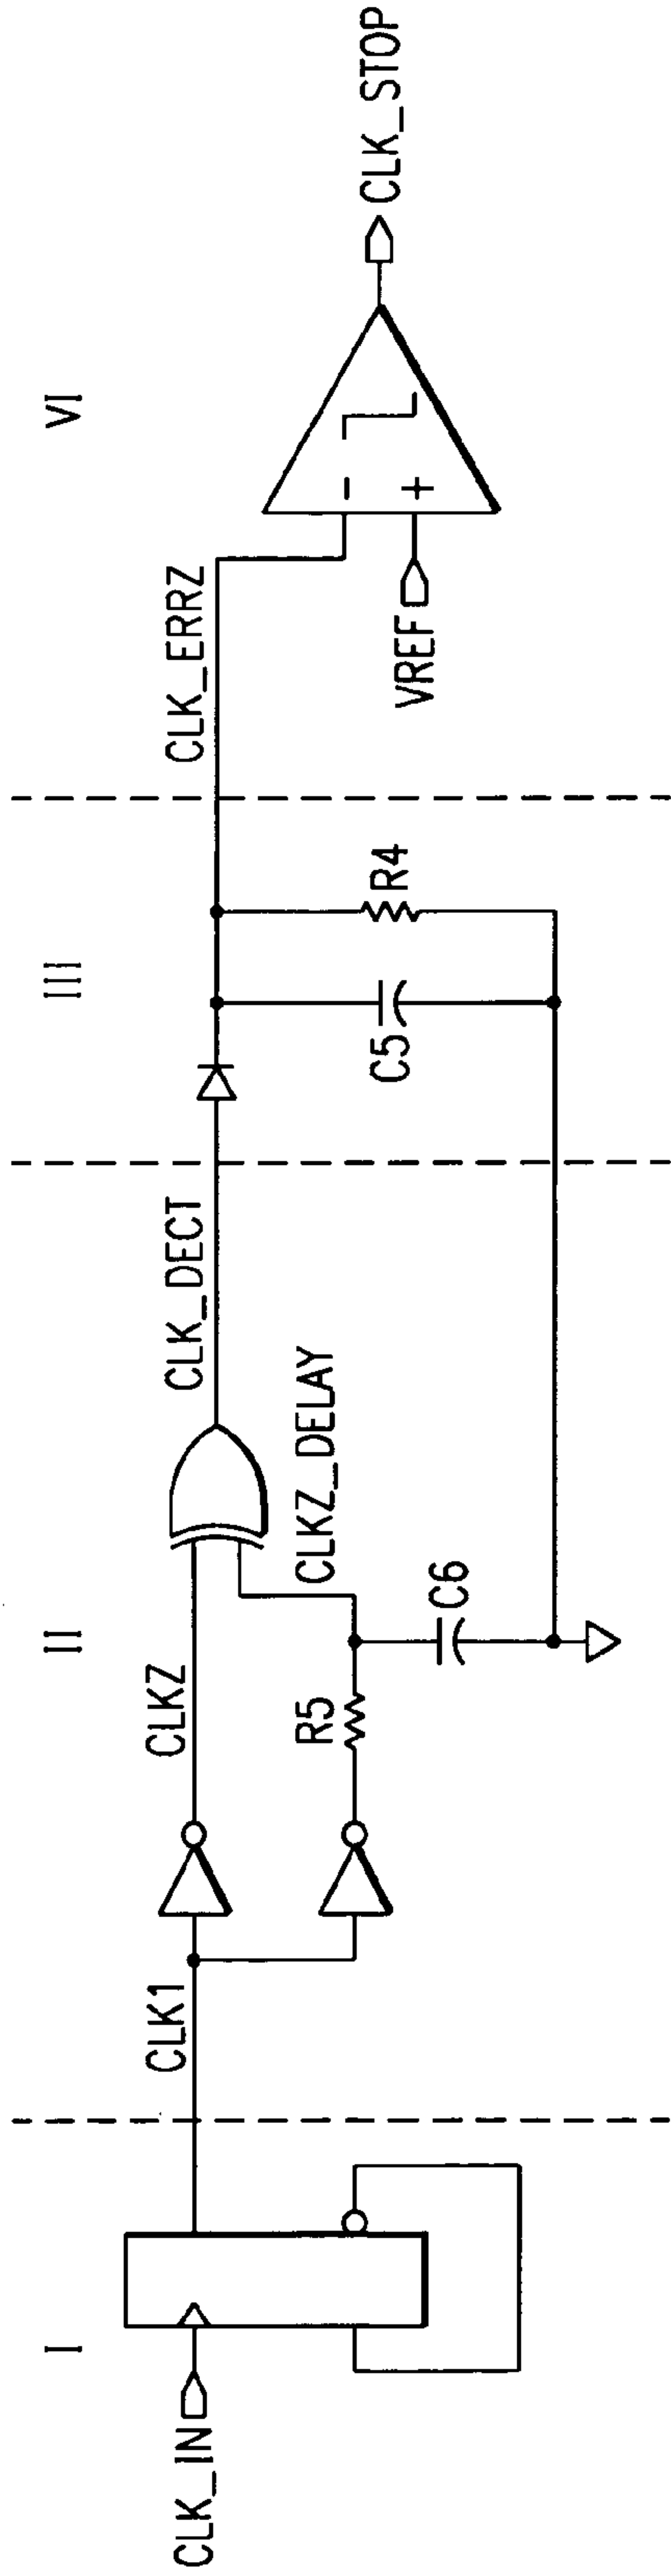 I
II
III
VI
CLK_IN
CLK1
CLKZ
R5
C6
CLKZ_DELAY
CLK_DECT
C5
R4
CLK_ERRZ
VREF
-
+
CLK_STOP